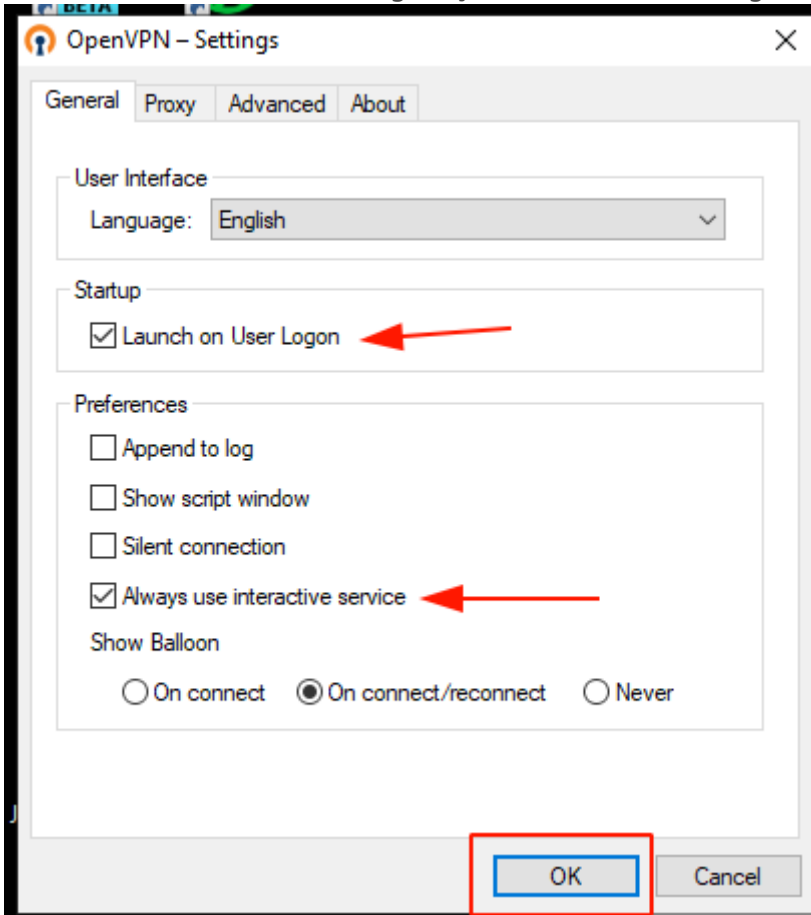 BETA
OpenVPN – Settings
General Proxy Advanced About
User Interface
Language: English
Startup
Launch on User Logon
Preferences
Append to log
Show script window
Silent connection
Always use interactive service
Show Balloon
On connect On connect/reconnect Never
OK Cancel